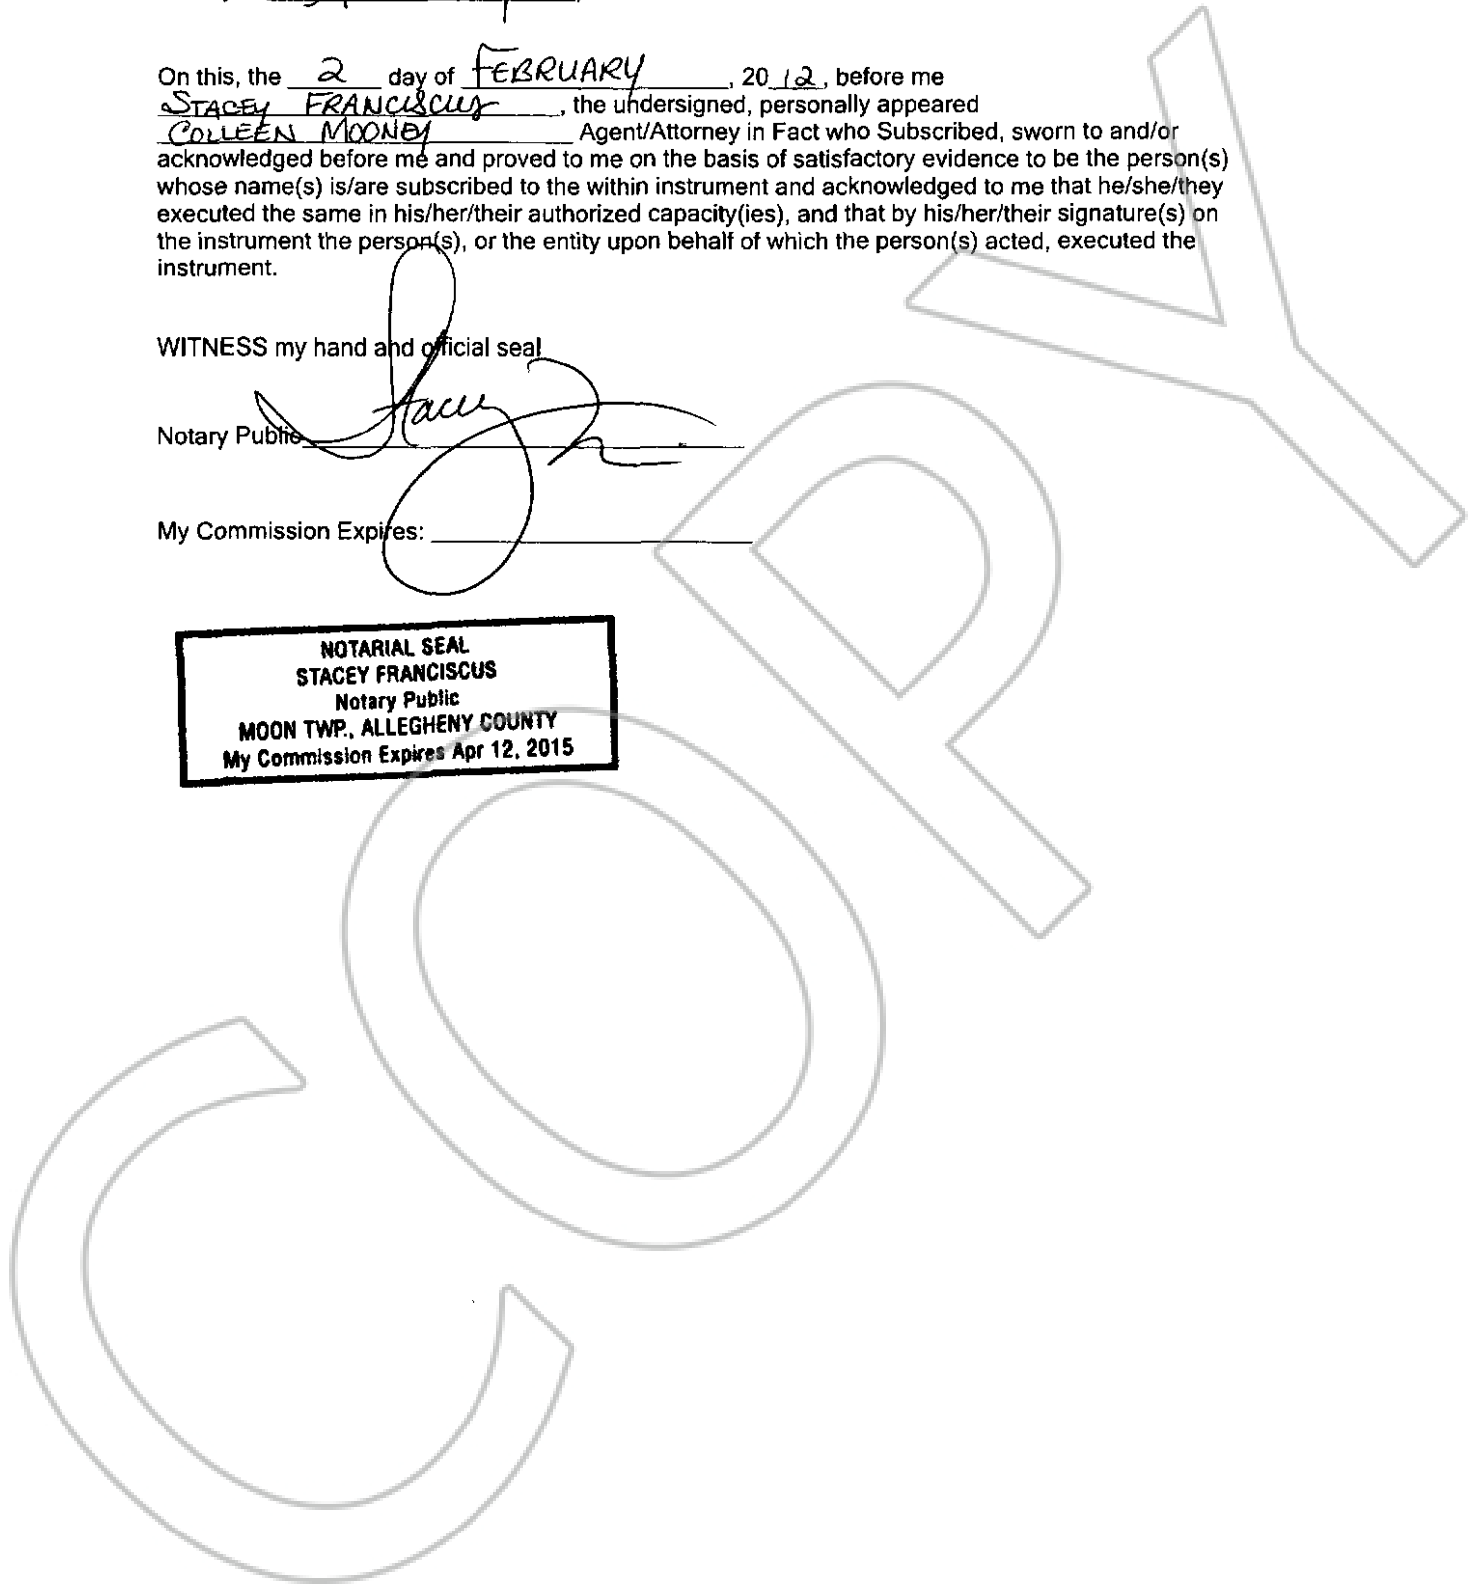 On this, the 2 day of FEBRUARY, 20 12, before me
STACEY FRANCISCUS, the undersigned, personally appeared
COLLEEN MOONEY Agent/Attorney in Fact who Subscribed, sworn to and/or
acknowledged before me and proved to me on the basis of satisfactory evidence to be the person(s)
whose name(s) is/are subscribed to the within instrument and acknowledged to me that he/she/they
executed the same in his/her/their authorized capacity(ies), and that by his/her/their signature(s) on
the instrument the person(s), or the entity upon behalf of which the person(s) acted, executed the
instrument.
WITNESS my hand and official seal
Stacey
Notary Public
My Commission Expires:
NOTARIAL SEAL
STACEY FRANCISCUS
Notary Public
MOON TWP., ALLEGHENY COUNTY
My Commission Expires Apr 12, 2015
COPY